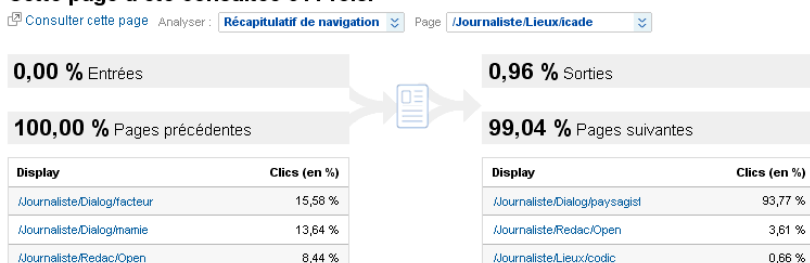 Consulter cette page Analyser : Récapitulatif de navigation Page /Journaliste/Lieux/icade
0,00 % Entrées
100,00 % Pages précédentes
Display Clics (en %)
/Journaliste/Dialog/facteur 15,58 %
/Journaliste/Dialog/mamie 13,64 %
/Journaliste/Redac/Open 8,44 %
0,96 % Sorties
99,04 % Pages suivantes
Display Clics (en %)
/Journaliste/Dialog/paysagist 93,77 %
/Journaliste/Redac/Open 3,61 %
/Journaliste/Lieux/codic 0,66 %